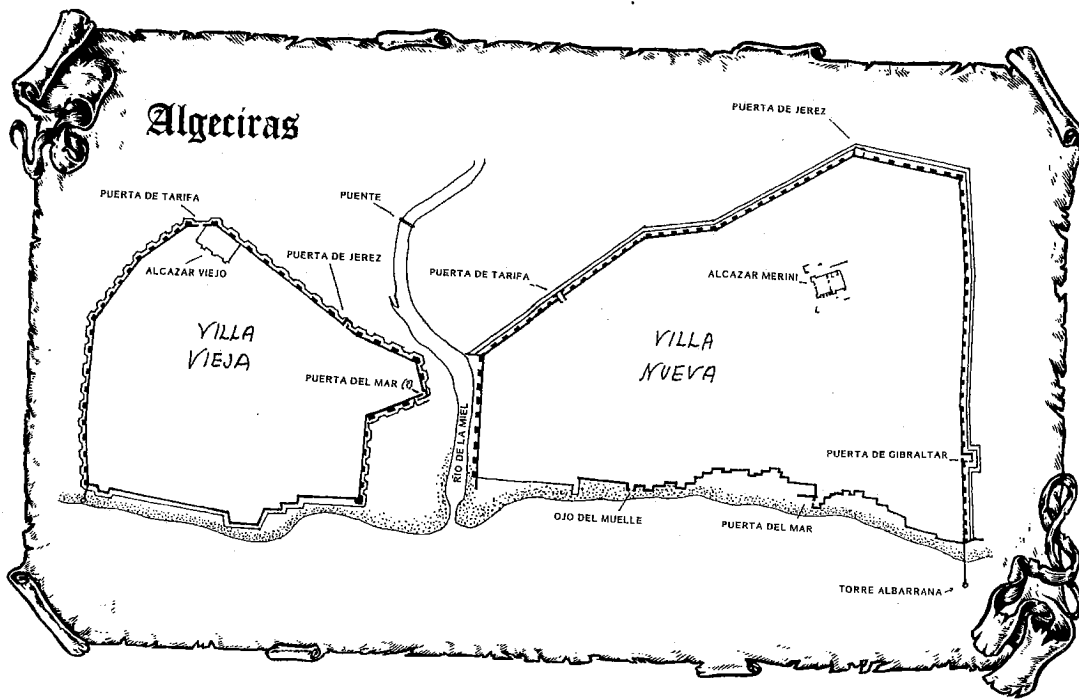 Algeciras
PUERTA DE JEREZ
PUERTA DE TARIFA
PUENTE
PUERTA DE JEREZ
ALCAZAR VIEJO
PUERTA DE TARIFA
ALCAZAR MERINI
VILLA
VIEJA
VILLA
NUEVA
PUERTA DEL MAR (?)
RIO DE LA MIEL
PUERTA DE GIBRALTAR
OJO DEL MUELLE
PUERTA DEL MAR
TORRE ALBARRANA